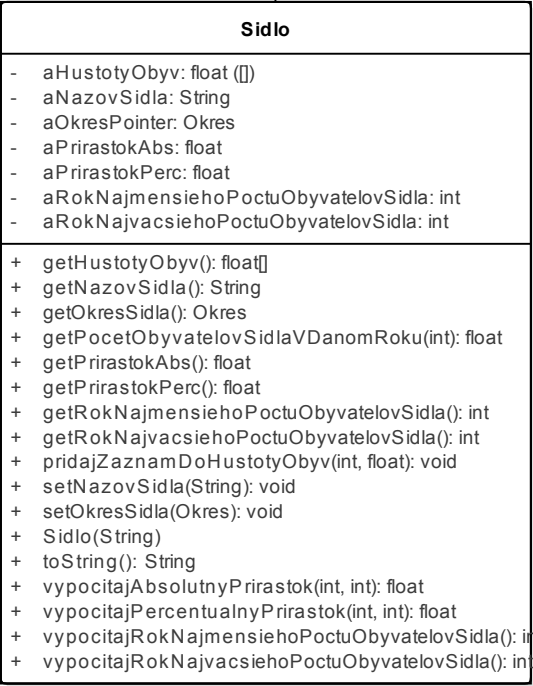 Sidlo
- aHustotyObyv: float ([])
- aNazovSidla: String
- aOkresPointer: Okres
- aPrirastokAbs: float
- aPrirastokPerc: float
- aRokNajmensiehoPoctuObyvatelovSidla: int
- aRokNajvacsiehoPoctuObyvatelovSidla: int
+ getHustotyObyv(): float[]
+ getNazovSidla(): String
+ getOkresSidla(): Okres
+ getPocetObyvatelovSidlaVDanomRoku(int): float
+ getPrirastokAbs(): float
+ getPrirastokPerc(): float
+ getRokNajmensiehoPoctuObyvatelovSidla(): int
+ getRokNajvacsiehoPoctuObyvatelovSidla(): int
+ pridajZaznamDoHustotyObyv(int, float): void
+ setNazovSidla(String): void
+ setOkresSidla(Okres): void
+ Sidlo(String)
+ toString(): String
+ vypocitajAbsolutnyPrirastok(int, int): float
+ vypocitajPercentualnyPrirastok(int, int): float
+ vypocitajRokNajmensiehoPoctuObyvatelovSidla():
+ vypocitajRokNajvacsiehoPoctuObyvatelovSidla(): int